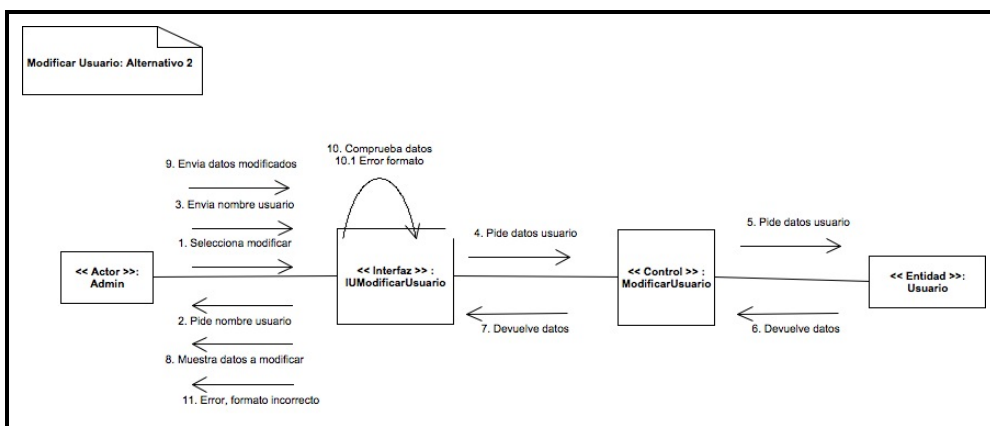 Modificar Usuario: Alternativo 2
10. Comprueba datos
10.1 Error formato
9. Envia datos modificados
3. Envia nombre usuario
1. Selecciona modificar
4. Pide datos usuario
5. Pide datos usuario
<< Actor >>:
Admin
<< Interfaz >> :
IUModificarUsuario
<< Control >> :
ModificarUsuario
<< Entidad >>:
Usuario
2. Pide nombre usuario
7. Devuelve datos
6. Devuelve datos
8. Muestra datos a modificar
11. Error, formato incorrecto